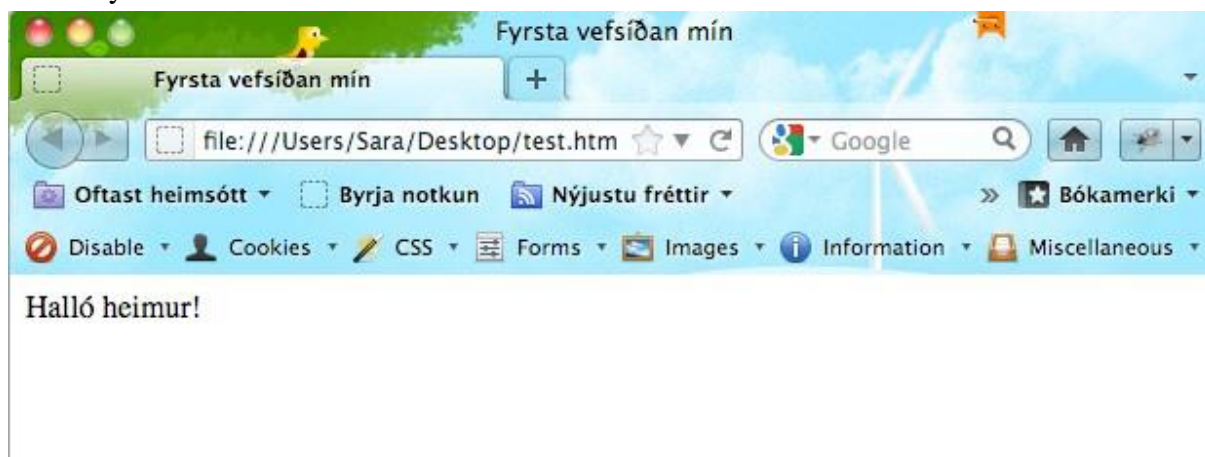 Fyrsta vefsíðan mín
Fyrsta vefsíðan mín
file:///Users/Sara/Desktop/test.htm Google
Oftast heimsótt Byrja notkun Nýjustu fréttir » Bókamerki
Disable Cookies CSS Forms Images Information Miscellaneous
Halló heimur!